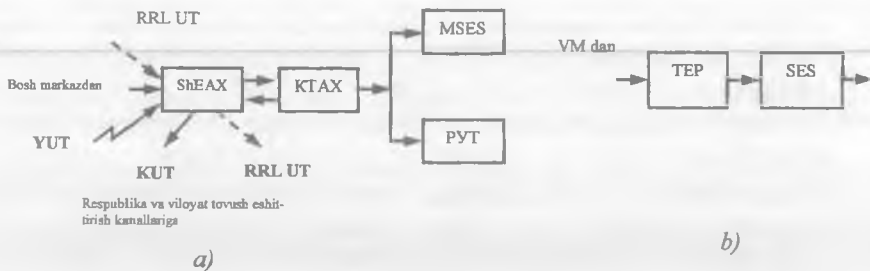 RRL UT
MSES
VM dan
Bosh markazdan
ShEAX
KTAX
TEP
SES
YUT
KUT
RRL UT
РУТ
Respublika va viloyat tovush eshit-
tirish kanallariga
a)
b)